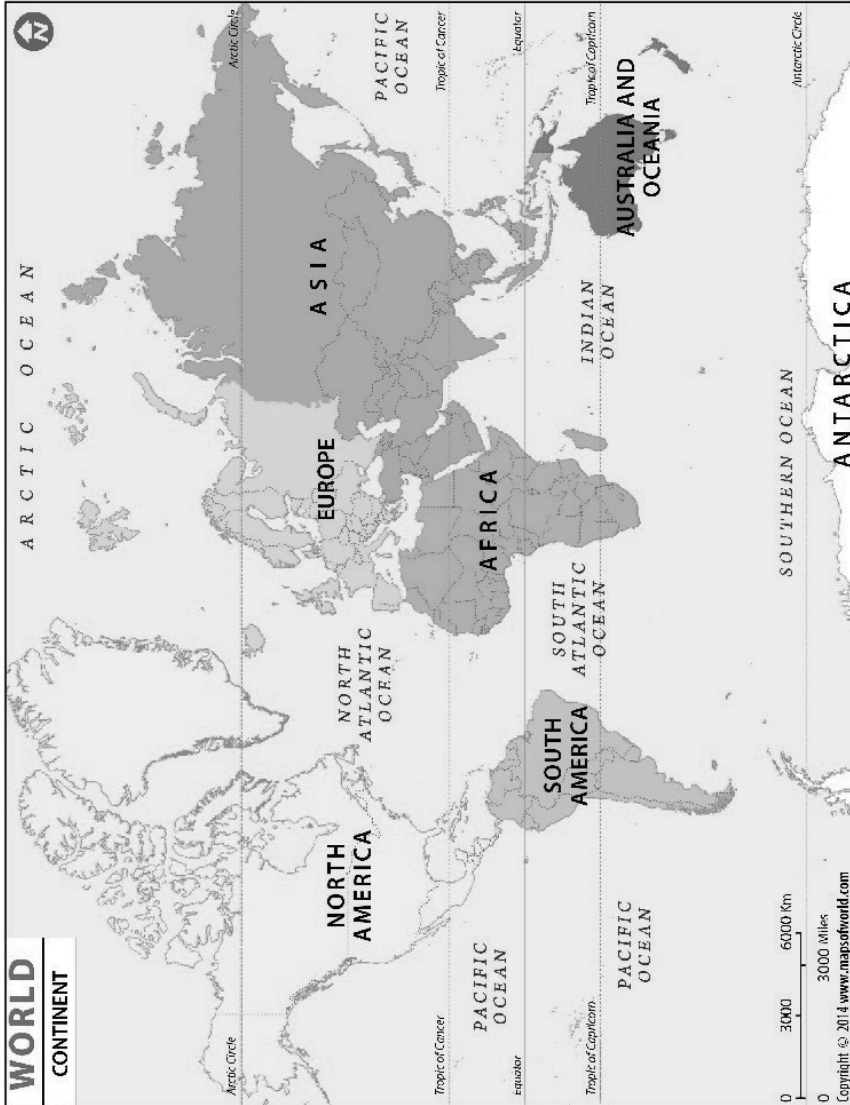 WORLD
CONTINENT
N
ARCTIC OCEAN
Arctic Circle
Arctic Circle
NORTH
AMERICA
EUROPE
ASIA
NORTH
ATLANTIC
OCEAN
PACIFIC
OCEAN
Tropic of Cancer
Tropic of Cancer
AFRICA
PACIFIC
OCEAN
Equator
Equator
SOUTH
AMERICA
SOUTH
ATLANTIC
OCEAN
INDIAN
OCEAN
Tropic of Capricorn
Tropic of Capricorn
AUSTRALIA AND
OCEANIA
PACIFIC
OCEAN
SOUTHERN OCEAN
Antarctic Circle
ANTARCTICA
0 3000 6000 Km
0 3000 Miles
Copyright © 2014 www.mapsofworld.com